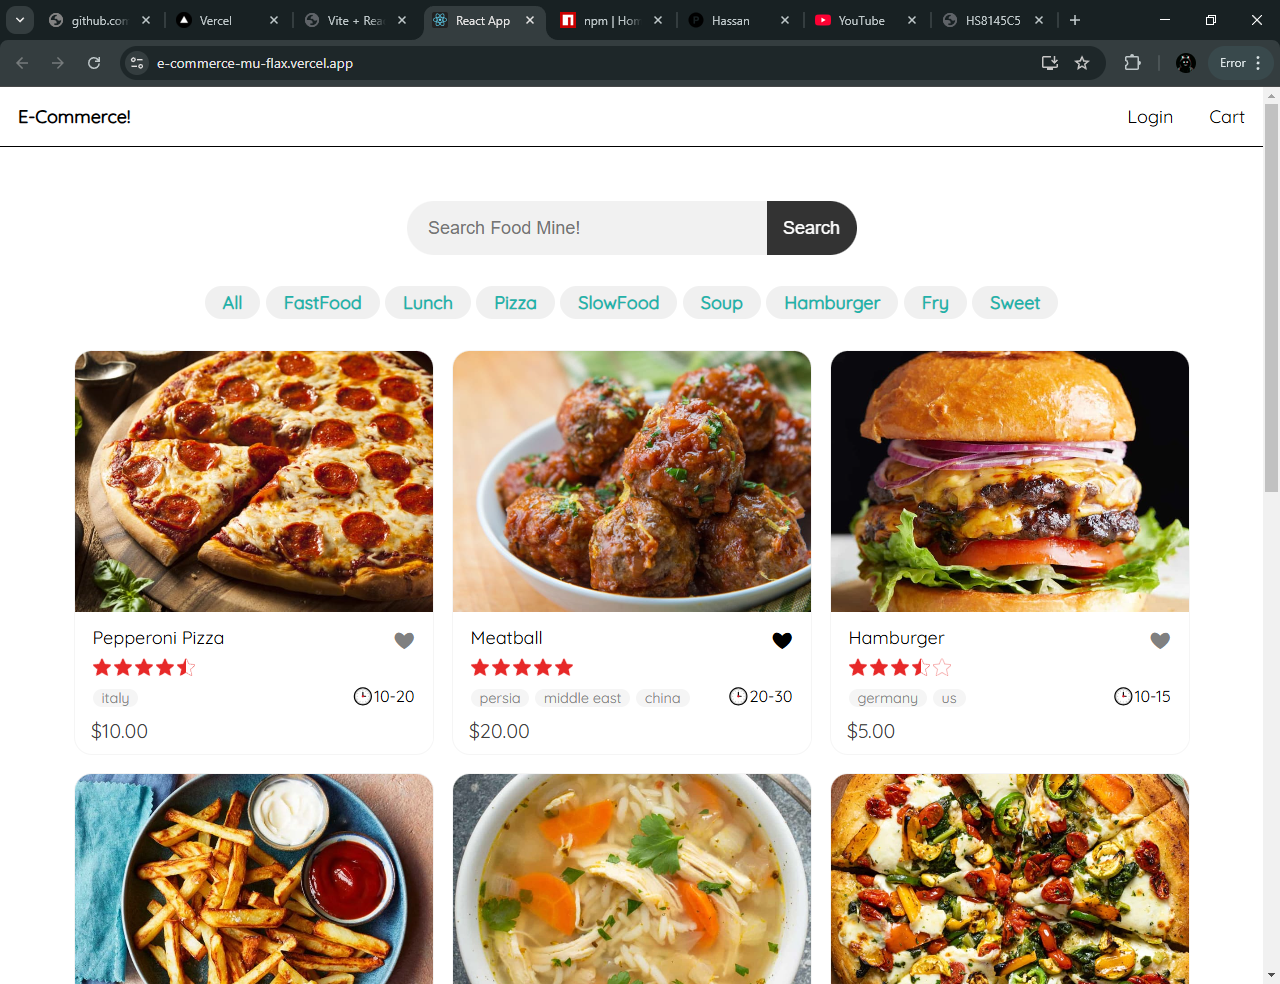 github.con
Vercel
Vite + Rea
React App
npm | Hom
Hassan
YouTube
HS8145C5
e-commerce-mu-flax.vercel.app
Error
E-Commerce!
Login
Cart
Search Food Mine!
Search
All
FastFood
Lunch
Pizza
SlowFood
Soup
Hamburger
Fry
Sweet
Pepperoni Pizza
italy
10-20
$10.00
Meatball
persia
middle east
china
20-30
$20.00
Hamburger
germany
us
10-15
$5.00